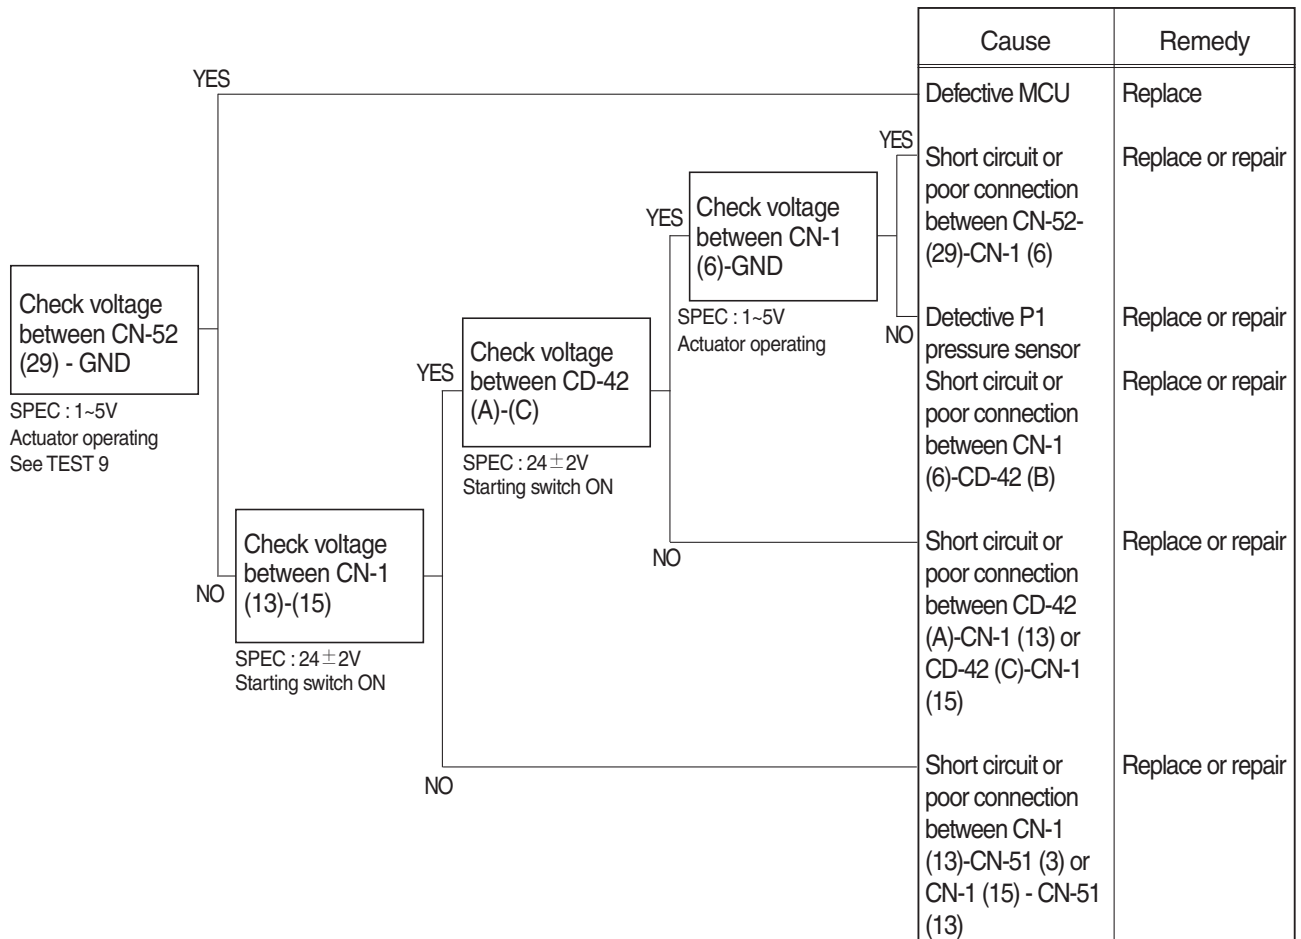 Cause
Remedy
YES
Defective MCU
Replace
YES
Short circuit or
poor connection
between CN-52-
(29)-CN-1 (6)
Replace or repair
YES
Check voltage
between CN-1
(6)-GND
SPEC : 1~5V
Actuator operating
NO
Detective P1
pressure sensor
Replace or repair
Short circuit or
poor connection
between CN-1
(6)-CD-42 (B)
Replace or repair
Check voltage
between CN-52
(29) - GND
SPEC : 1~5V
Actuator operating
See TEST 9
YES
Check voltage
between CD-42
(A)-(C)
SPEC : 24±2V
Starting switch ON
NO
Short circuit or
poor connection
between CD-42
(A)-CN-1 (13) or
CD-42 (C)-CN-1
(15)
Replace or repair
NO
Check voltage
between CN-1
(13)-(15)
SPEC : 24±2V
Starting switch ON
NO
Short circuit or
poor connection
between CN-1
(13)-CN-51 (3) or
CN-1 (15) - CN-51
(13)
Replace or repair